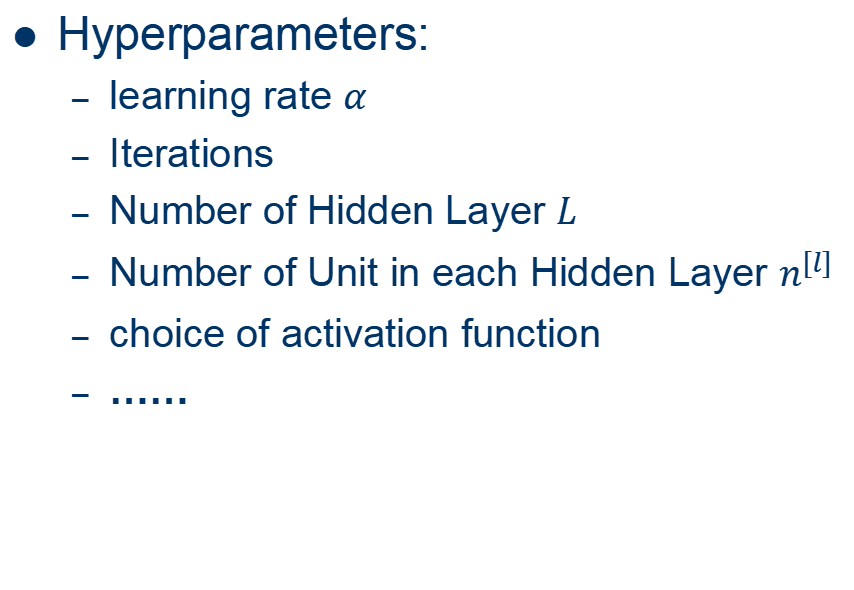 ● Hyperparameters:
– learning rate 𝛼
– Iterations
– Number of Hidden Layer 𝐿
– Number of Unit in each Hidden Layer 𝑛^[𝑙]
– choice of activation function
– ......